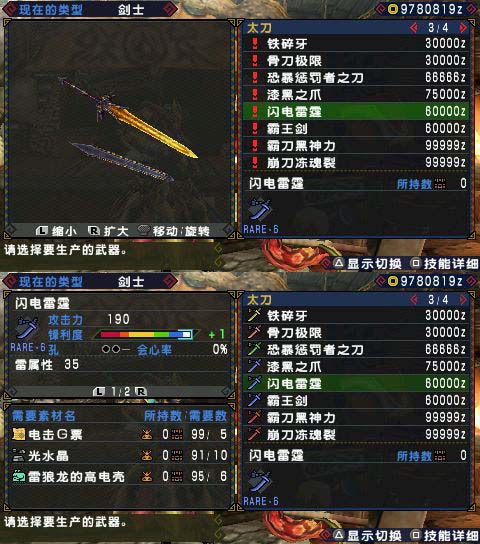 现在的类型 剑士
9780819z
太刀 3/4
铁碎牙 30000z
骨刀极限 30000z
恐暴惩罚者之刀 66666z
漆黑之爪 75000z
闪电雷霆 60000z
霸王剑 60000z
霸刀黑神力 99999z
崩刀冻魂裂 99999z
闪电雷霆 所持数 0
RARE-6
L 缩小 R 扩大 移动/旋转
请选择要生产的武器。
△显示切换 □技能详细
现在的类型 剑士
9780819z
闪电雷霆
攻击力 190
锋利度 +1
RARE-6 孔 ○○— 会心率 0%
雷属性 35
L 1/2 R
需要素材名 所持数/需要数
电击G票 0 99/ 5
光水晶 0 91/10
雷狼龙的高电壳 0 95/ 6
太刀 3/4
铁碎牙 30000z
骨刀极限 30000z
恐暴惩罚者之刀 66666z
漆黑之爪 75000z
闪电雷霆 60000z
霸王剑 60000z
霸刀黑神力 99999z
崩刀冻魂裂 99999z
闪电雷霆 所持数 0
RARE-6
请选择要生产的武器。
△显示切换 □技能详细